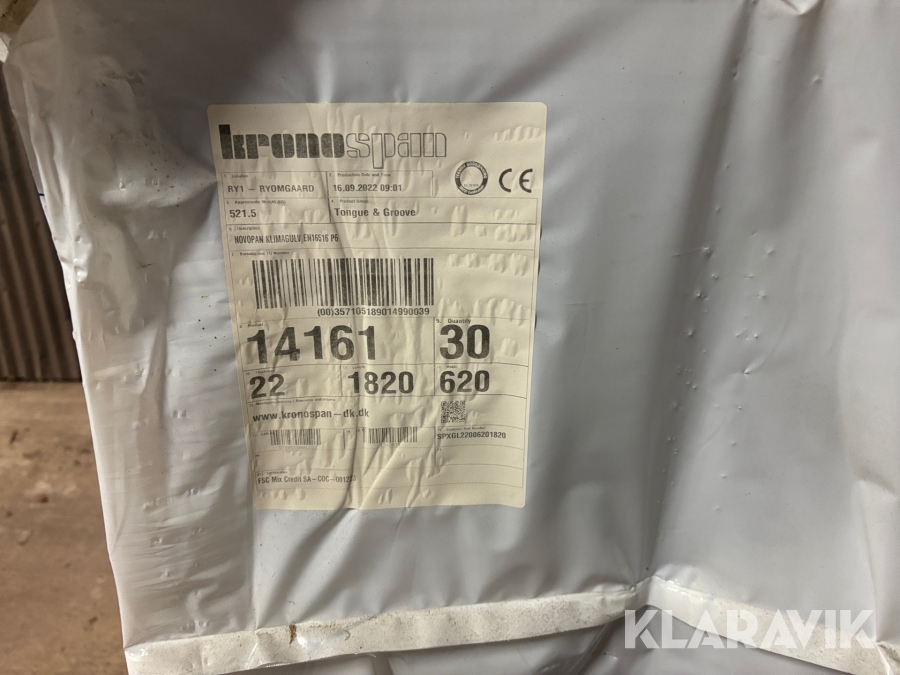 kronospan
RY1 – RYOMGAARD
16.09.2022 09:01
521.5
Tongue & Groove
CE
NOVOPAN KLIMAGULV, EN16516 P6
(00)357105189014990039
Quantity
14161
30
22
1820
620
www.kronospan-dk.dk
SPXGL22006201820
FSC Mix Credit SA-COC-
KLARAVIK